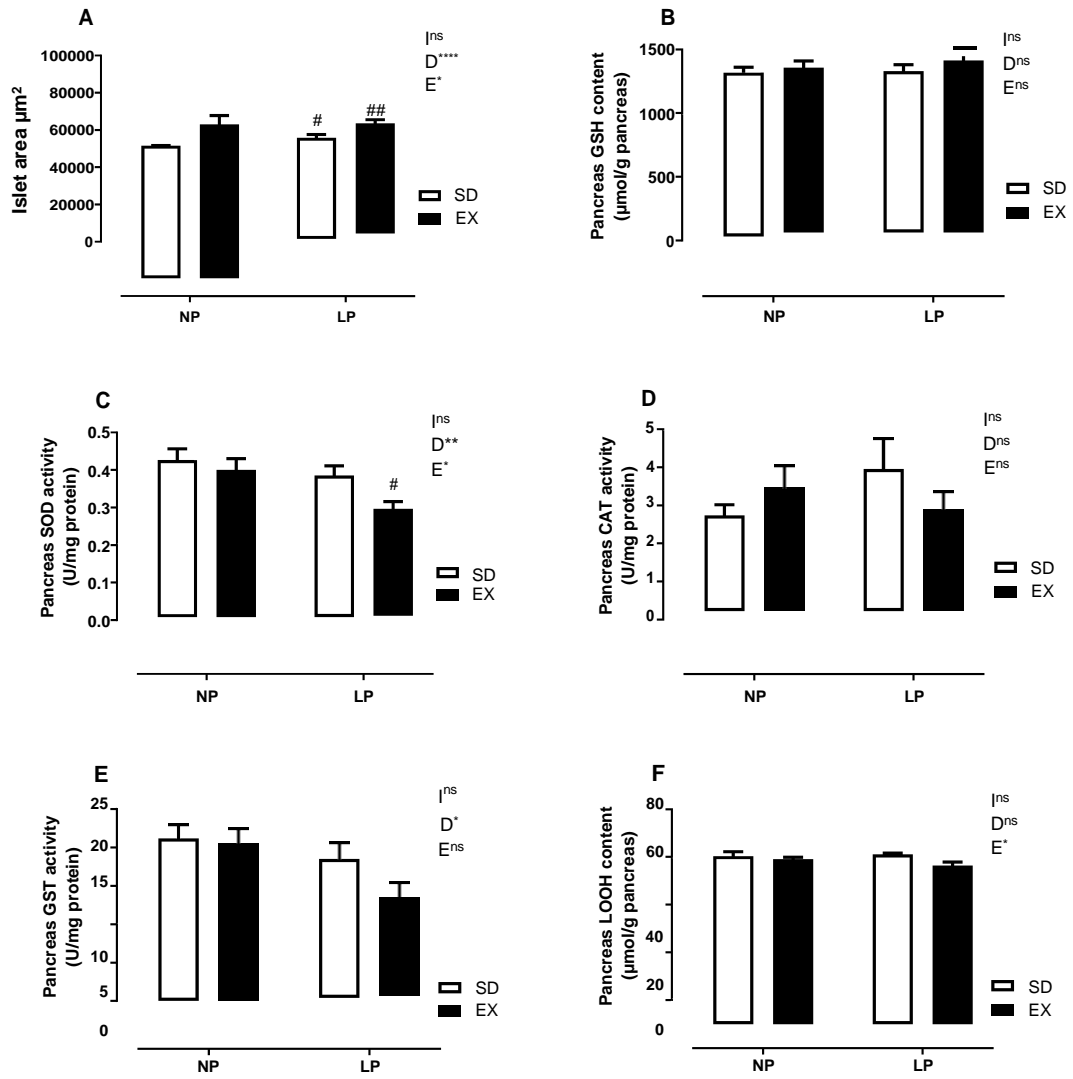 A
Islet area µm²
100000
80000
60000
40000
20000
0
# ##
Iⁿˢ
D****
E*
SD
EX
NP LP
B
Pancreas GSH content
(µmol/g pancreas)
1500
1000
1500
0
Iⁿˢ
Dⁿˢ
Eⁿˢ
SD
EX
NP LP
C
Pancreas SOD activity
(U/mg protein)
0.5
0.4
0.3
0.2
0.1
0.0
#
Iⁿˢ
D**
E*
SD
EX
NP LP
D
Pancreas CAT activity
(U/mg protein)
5
4
3
2
1
0
Iⁿˢ
Dⁿˢ
Eⁿˢ
SD
EX
NP LP
E
Pancreas GST activity
(U/mg protein)
25
20
15
10
5
0
Iⁿˢ
D*
Eⁿˢ
SD
EX
NP LP
F
Pancreas LOOH content
(µmol/g pancreas)
80
60
40
60
20
0
Iⁿˢ
Dⁿˢ
E*
SD
EX
NP LP